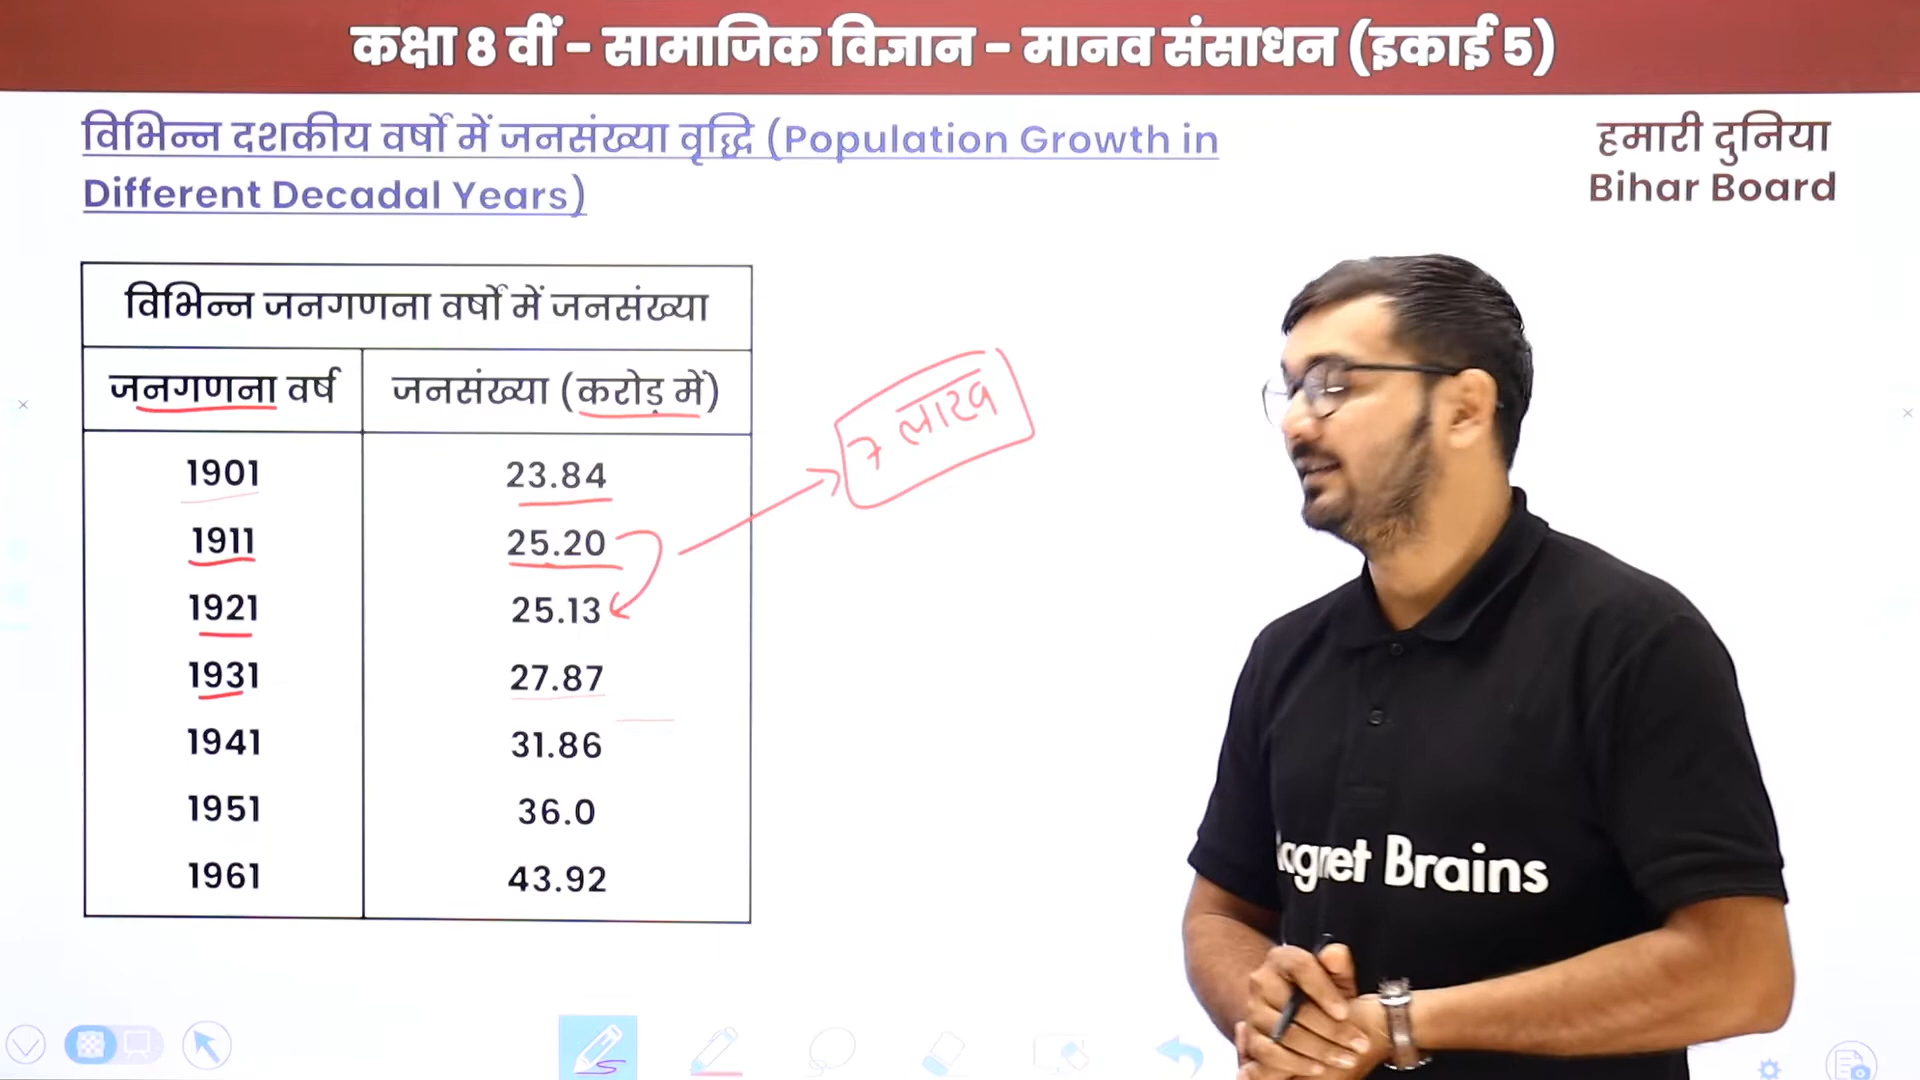 कक्षा 8 वीं - सामाजिक विज्ञान - मानव संसाधन (इकाई 5)
विभिन्न दशकीय वर्षो में जनसंख्या वृद्धि (Population Growth in
Different Decadal Years)
हमारी दुनिया
Bihar Board
विभिन्न जनगणना वर्षो में जनसंख्या
जनगणना वर्ष जनसंख्या (करोड़ में)
1901 23.84
1911 25.20
1921 25.13
1931 27.87
1941 31.86
1951 36.0
1961 43.92
7 लाख
agnet Brains